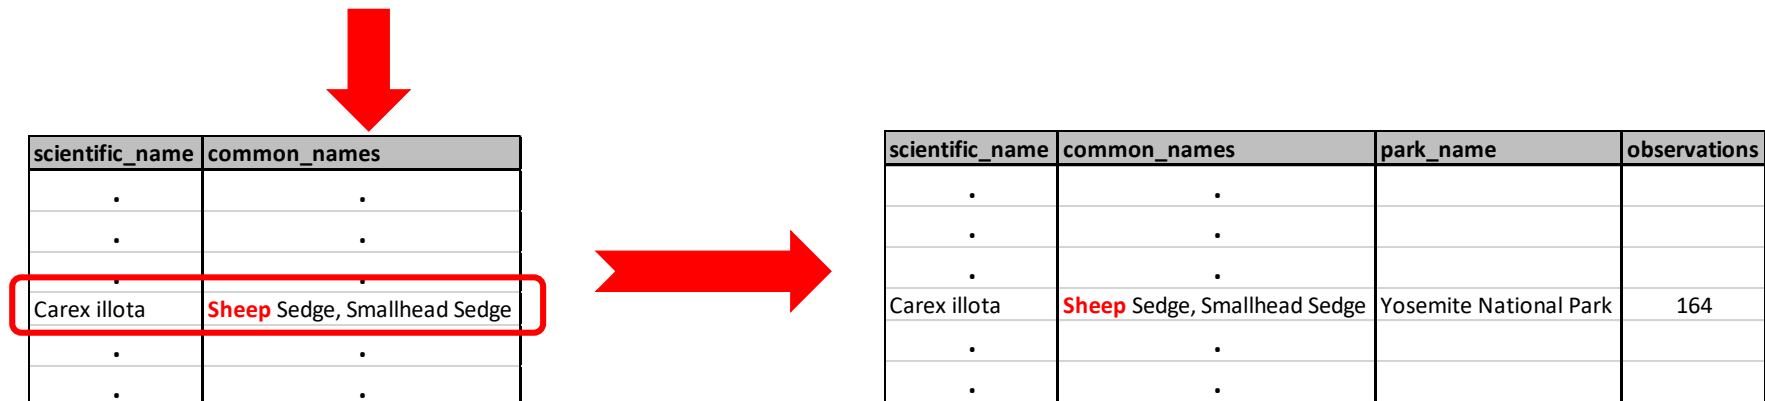 scientific_name common_names
. .
. .
. .
Carex illota Sheep Sedge, Smallhead Sedge
. .
. .
scientific_name common_names park_name observations
. .
. .
. .
Carex illota Sheep Sedge, Smallhead Sedge Yosemite National Park 164
. .
. .